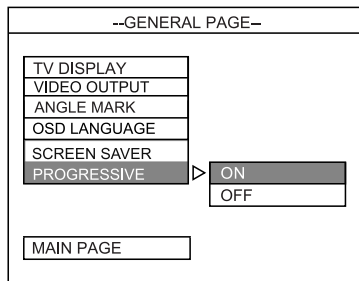 --GENERAL PAGE--
TV DISPLAY
VIDEO OUTPUT
ANGLE MARK
OSD LANGUAGE
SCREEN SAVER
PROGRESSIVE
ON
OFF
MAIN PAGE